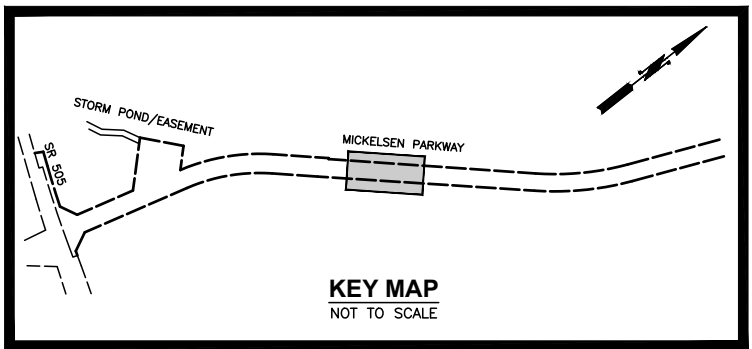 STORM POND/EASEMENT
SR 505
MICKELSEN PARKWAY
KEY MAP
NOT TO SCALE